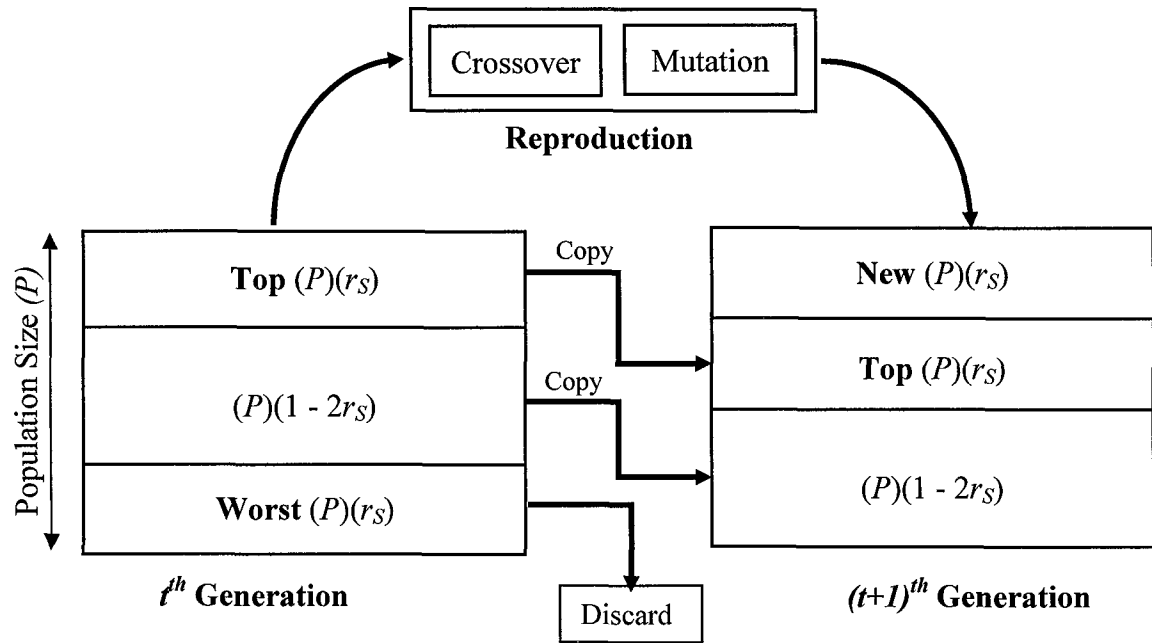 Crossover
Mutation
Reproduction
Population Size (P)
Top (P)(rS)
(P)(1 - 2rS)
Worst (P)(rS)
Copy
Copy
New (P)(rS)
Top (P)(rS)
(P)(1 - 2rS)
tth Generation
Discard
(t+1)th Generation